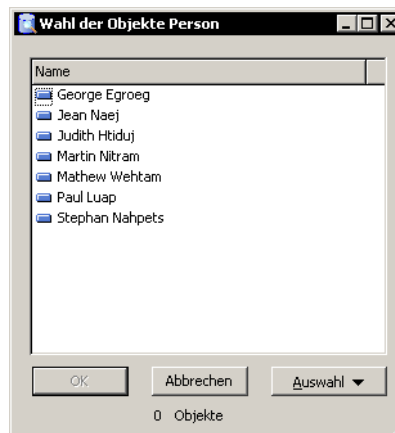 Wahl der Objekte Person
Name
George Egroeg
Jean Naej
Judith Htiduj
Martin Nitram
Mathew Wehtam
Paul Luap
Stephan Nahpets
OK Abbrechen Auswahl
0 Objekte